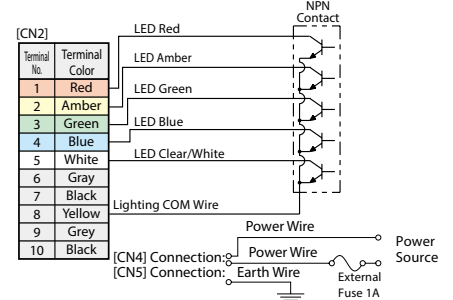 NPN
Contact
[CN2]
Terminal No.
Terminal Color
1 Red
2 Amber
3 Green
4 Blue
5 White
6 Gray
7 Black
8 Yellow
9 Grey
10 Black
LED Red
LED Amber
LED Green
LED Blue
LED Clear/White
Lighting COM Wire
Power Wire
[CN4] Connection: Power Wire
[CN5] Connection: Earth Wire
Power
Source
External
Fuse 1A